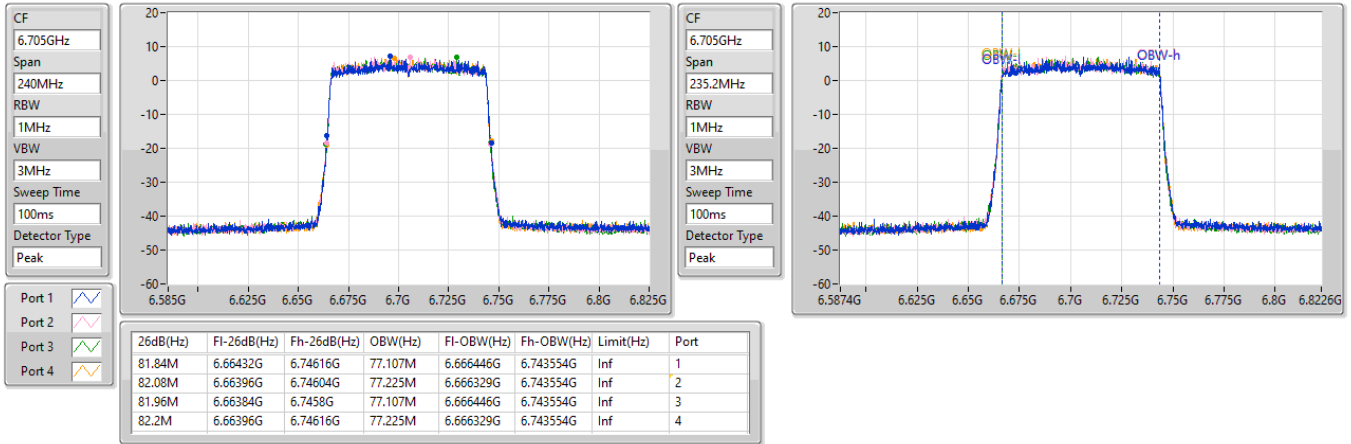 CF
6.705GHz
Span
240MHz
RBW
1MHz
VBW
3MHz
Sweep Time
100ms
Detector Type
Peak
20
10
0
-10
-20
-30
-40
-50
-60
6.585G 6.625G 6.65G 6.675G 6.7G 6.725G 6.75G 6.775G 6.8G 6.825G
CF
6.705GHz
Span
235.2MHz
RBW
1MHz
VBW
3MHz
Sweep Time
100ms
Detector Type
Peak
20
10
0
-10
-20
-30
-40
-50
-60
OBW-l
OBW-h
6.5874G 6.625G 6.65G 6.675G 6.7G 6.725G 6.75G 6.775G 6.8G 6.8226G
Port 1
Port 2
Port 3
Port 4
26dB(Hz) Fl-26dB(Hz) Fh-26dB(Hz) OBW(Hz) Fl-OBW(Hz) Fh-OBW(Hz) Limit(Hz) Port
81.84M 6.66432G 6.74616G 77.107M 6.666446G 6.743554G Inf 1
82.08M 6.66396G 6.74604G 77.225M 6.666329G 6.743554G Inf 2
81.96M 6.66384G 6.7458G 77.107M 6.666446G 6.743554G Inf 3
82.2M 6.66396G 6.74616G 77.225M 6.666329G 6.743554G Inf 4